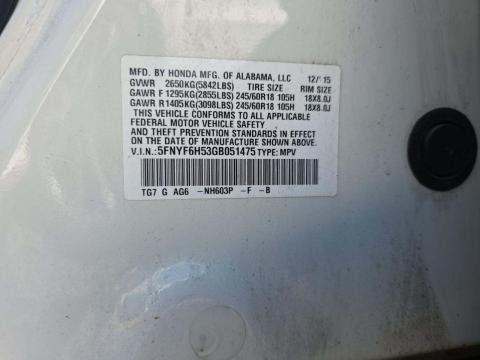 MFD. BY HONDA MFG. OF ALABAMA, LLC 12/'15
GVWR 2650KG(5842LBS) TIRE SIZE RIM SIZE
GAWR F 1295KG(2855LBS) 245/60R18 105H 18X8.0J
GAWR R 1405KG(3098LBS) 245/60R18 105H 18X8.0J
THIS VEHICLE CONFORMS TO ALL APPLICABLE
FEDERAL MOTOR VEHICLE SAFETY
AND THEFT PREVENTION STANDARDS IN EFFECT
ON THE DATE OF MANUFACTURE SHOWN ABOVE.
V.I.N.: 5FNYF6H53GB051475 TYPE: MPV
TG7 G AG6 -NH603P -F -B